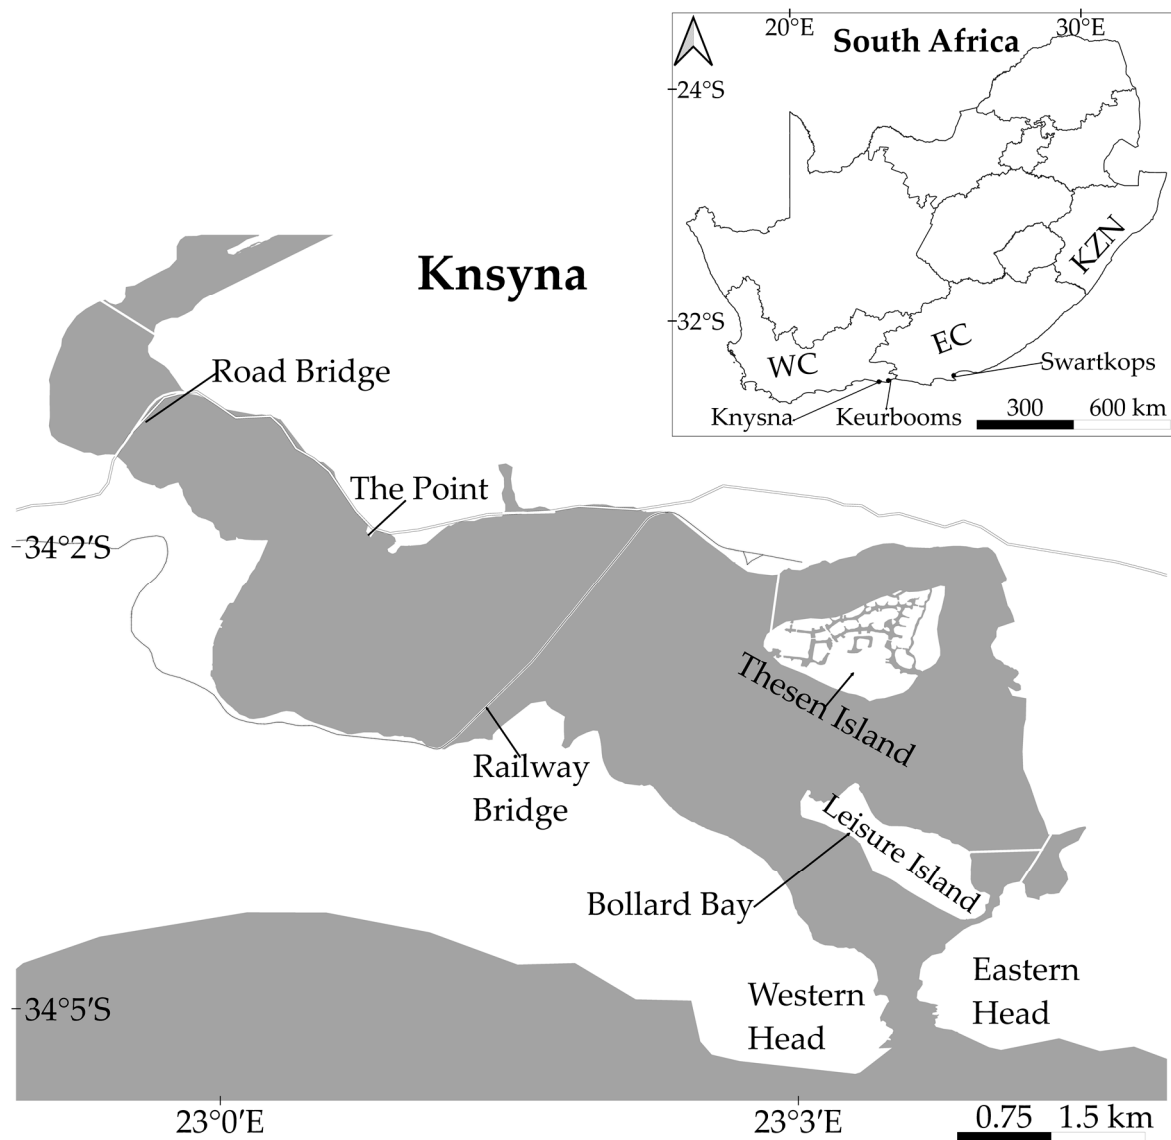 20°E
30°E
South Africa
24°S
KZN
32°S
EC
WC
Swartkops
Knysna
Keurbooms
300
600 km
Knsyna
Road Bridge
The Point
34°2'S
Thesen Island
Railway
Bridge
Leisure Island
Bollard Bay
Eastern
Head
Western
Head
34°5'S
23°0'E
23°3'E
0.75
1.5 km